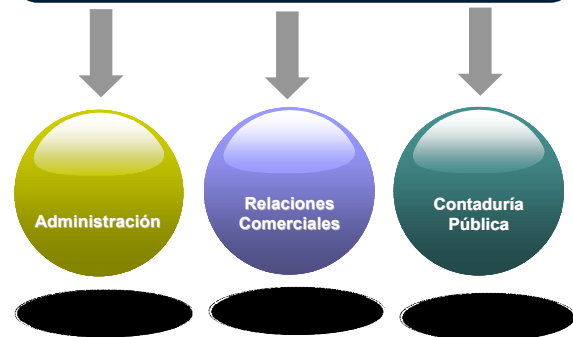 Administración
Relaciones
Comerciales
Contaduría
Pública